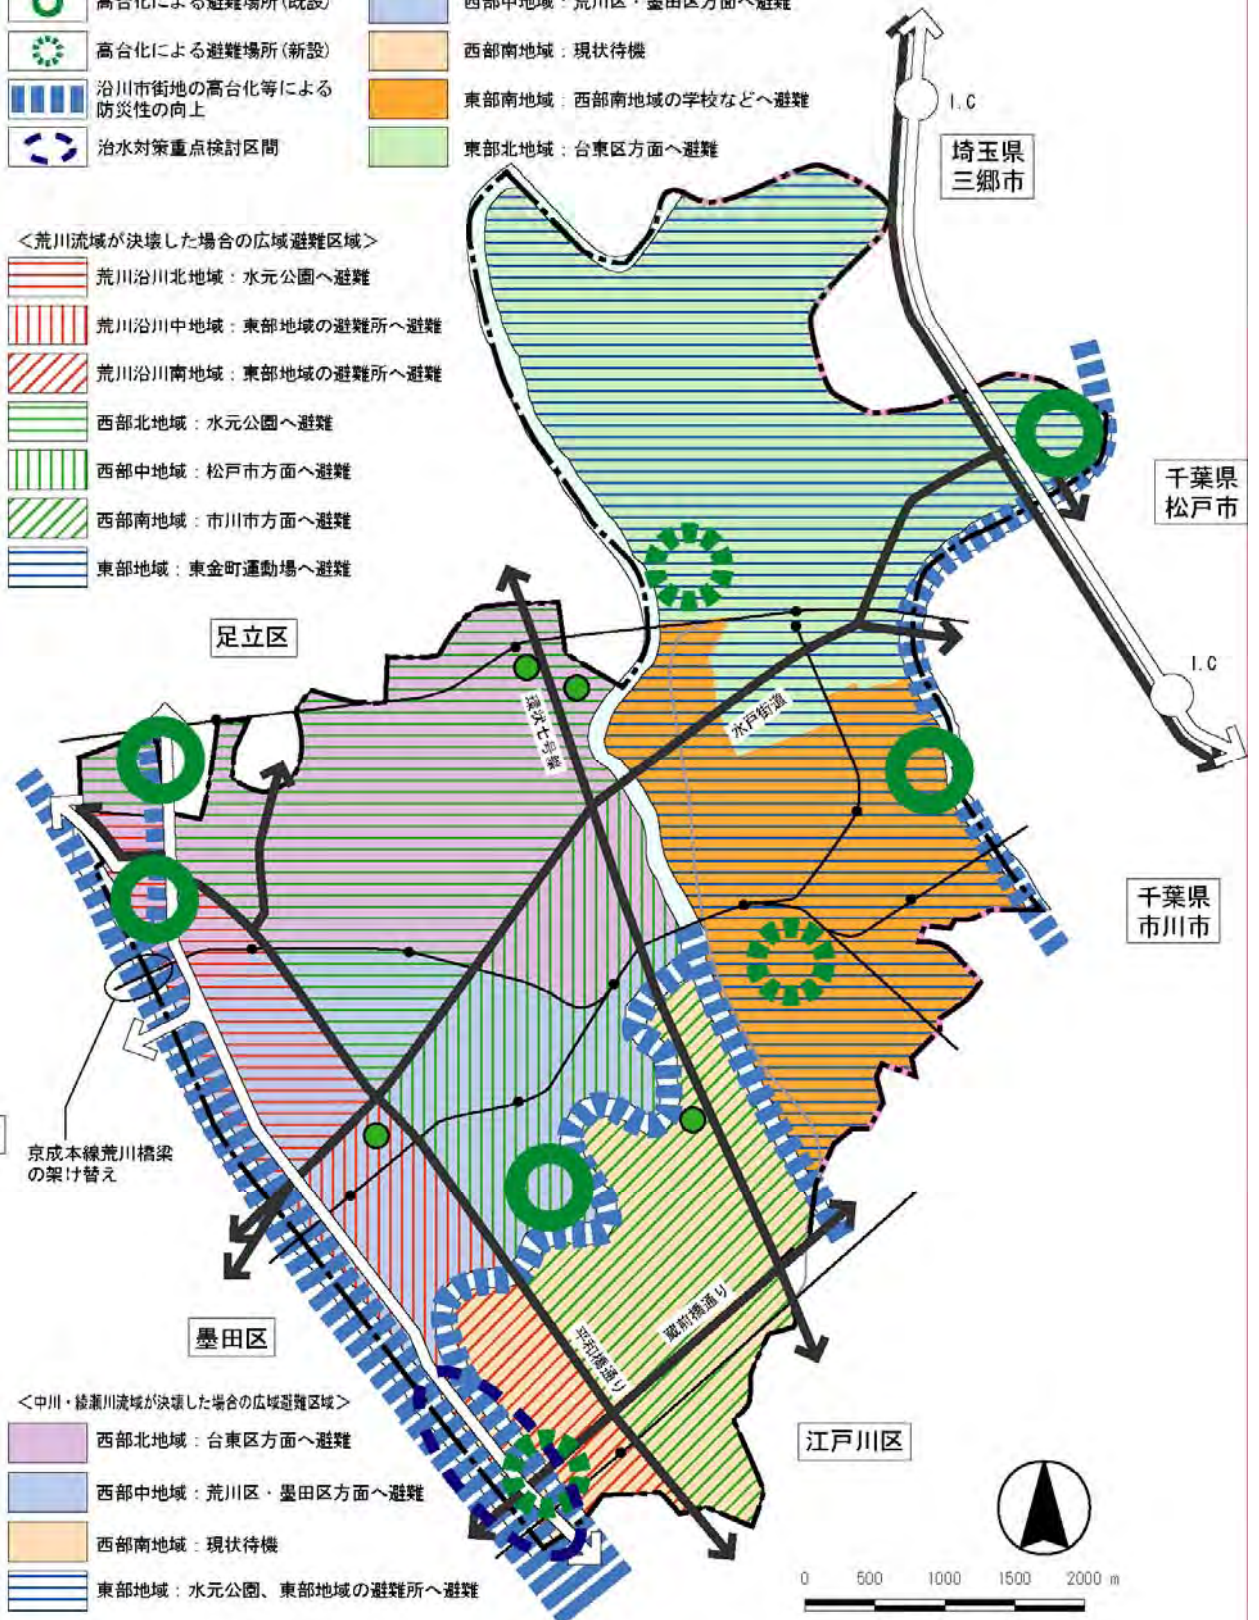 高台化による避難場所(既設)
西部中地域：荒川区・墨田区方面へ避難
高台化による避難場所(新設)
西部南地域：現状待機
沿川市街地の高台化等による
防災性の向上
東部南地域：西部南地域の学校などへ避難
治水対策重点検討区間
東部北地域：台東区方面へ避難
I.C
埼玉県
三郷市
＜荒川流域が決壊した場合の広域避難区域＞
荒川沿川北地域：水元公園へ避難
荒川沿川中地域：東部地域の避難所へ避難
荒川沿川南地域：東部地域の避難所へ避難
西部北地域：水元公園へ避難
西部中地域：松戸市方面へ避難
西部南地域：市川市方面へ避難
東部地域：東金町運動場へ避難
千葉県
松戸市
足立区
I.C
環状七号線
水戸街道
千葉県
市川市
京成本線荒川橋梁
の架け替え
墨田区
蔵前橋通り
平和橋通り
江戸川区
＜中川・綾瀬川流域が決壊した場合の広域避難区域＞
西部北地域：台東区方面へ避難
西部中地域：荒川区・墨田区方面へ避難
西部南地域：現状待機
東部地域：水元公園、東部地域の避難所へ避難
0 500 1000 1500 2000 m